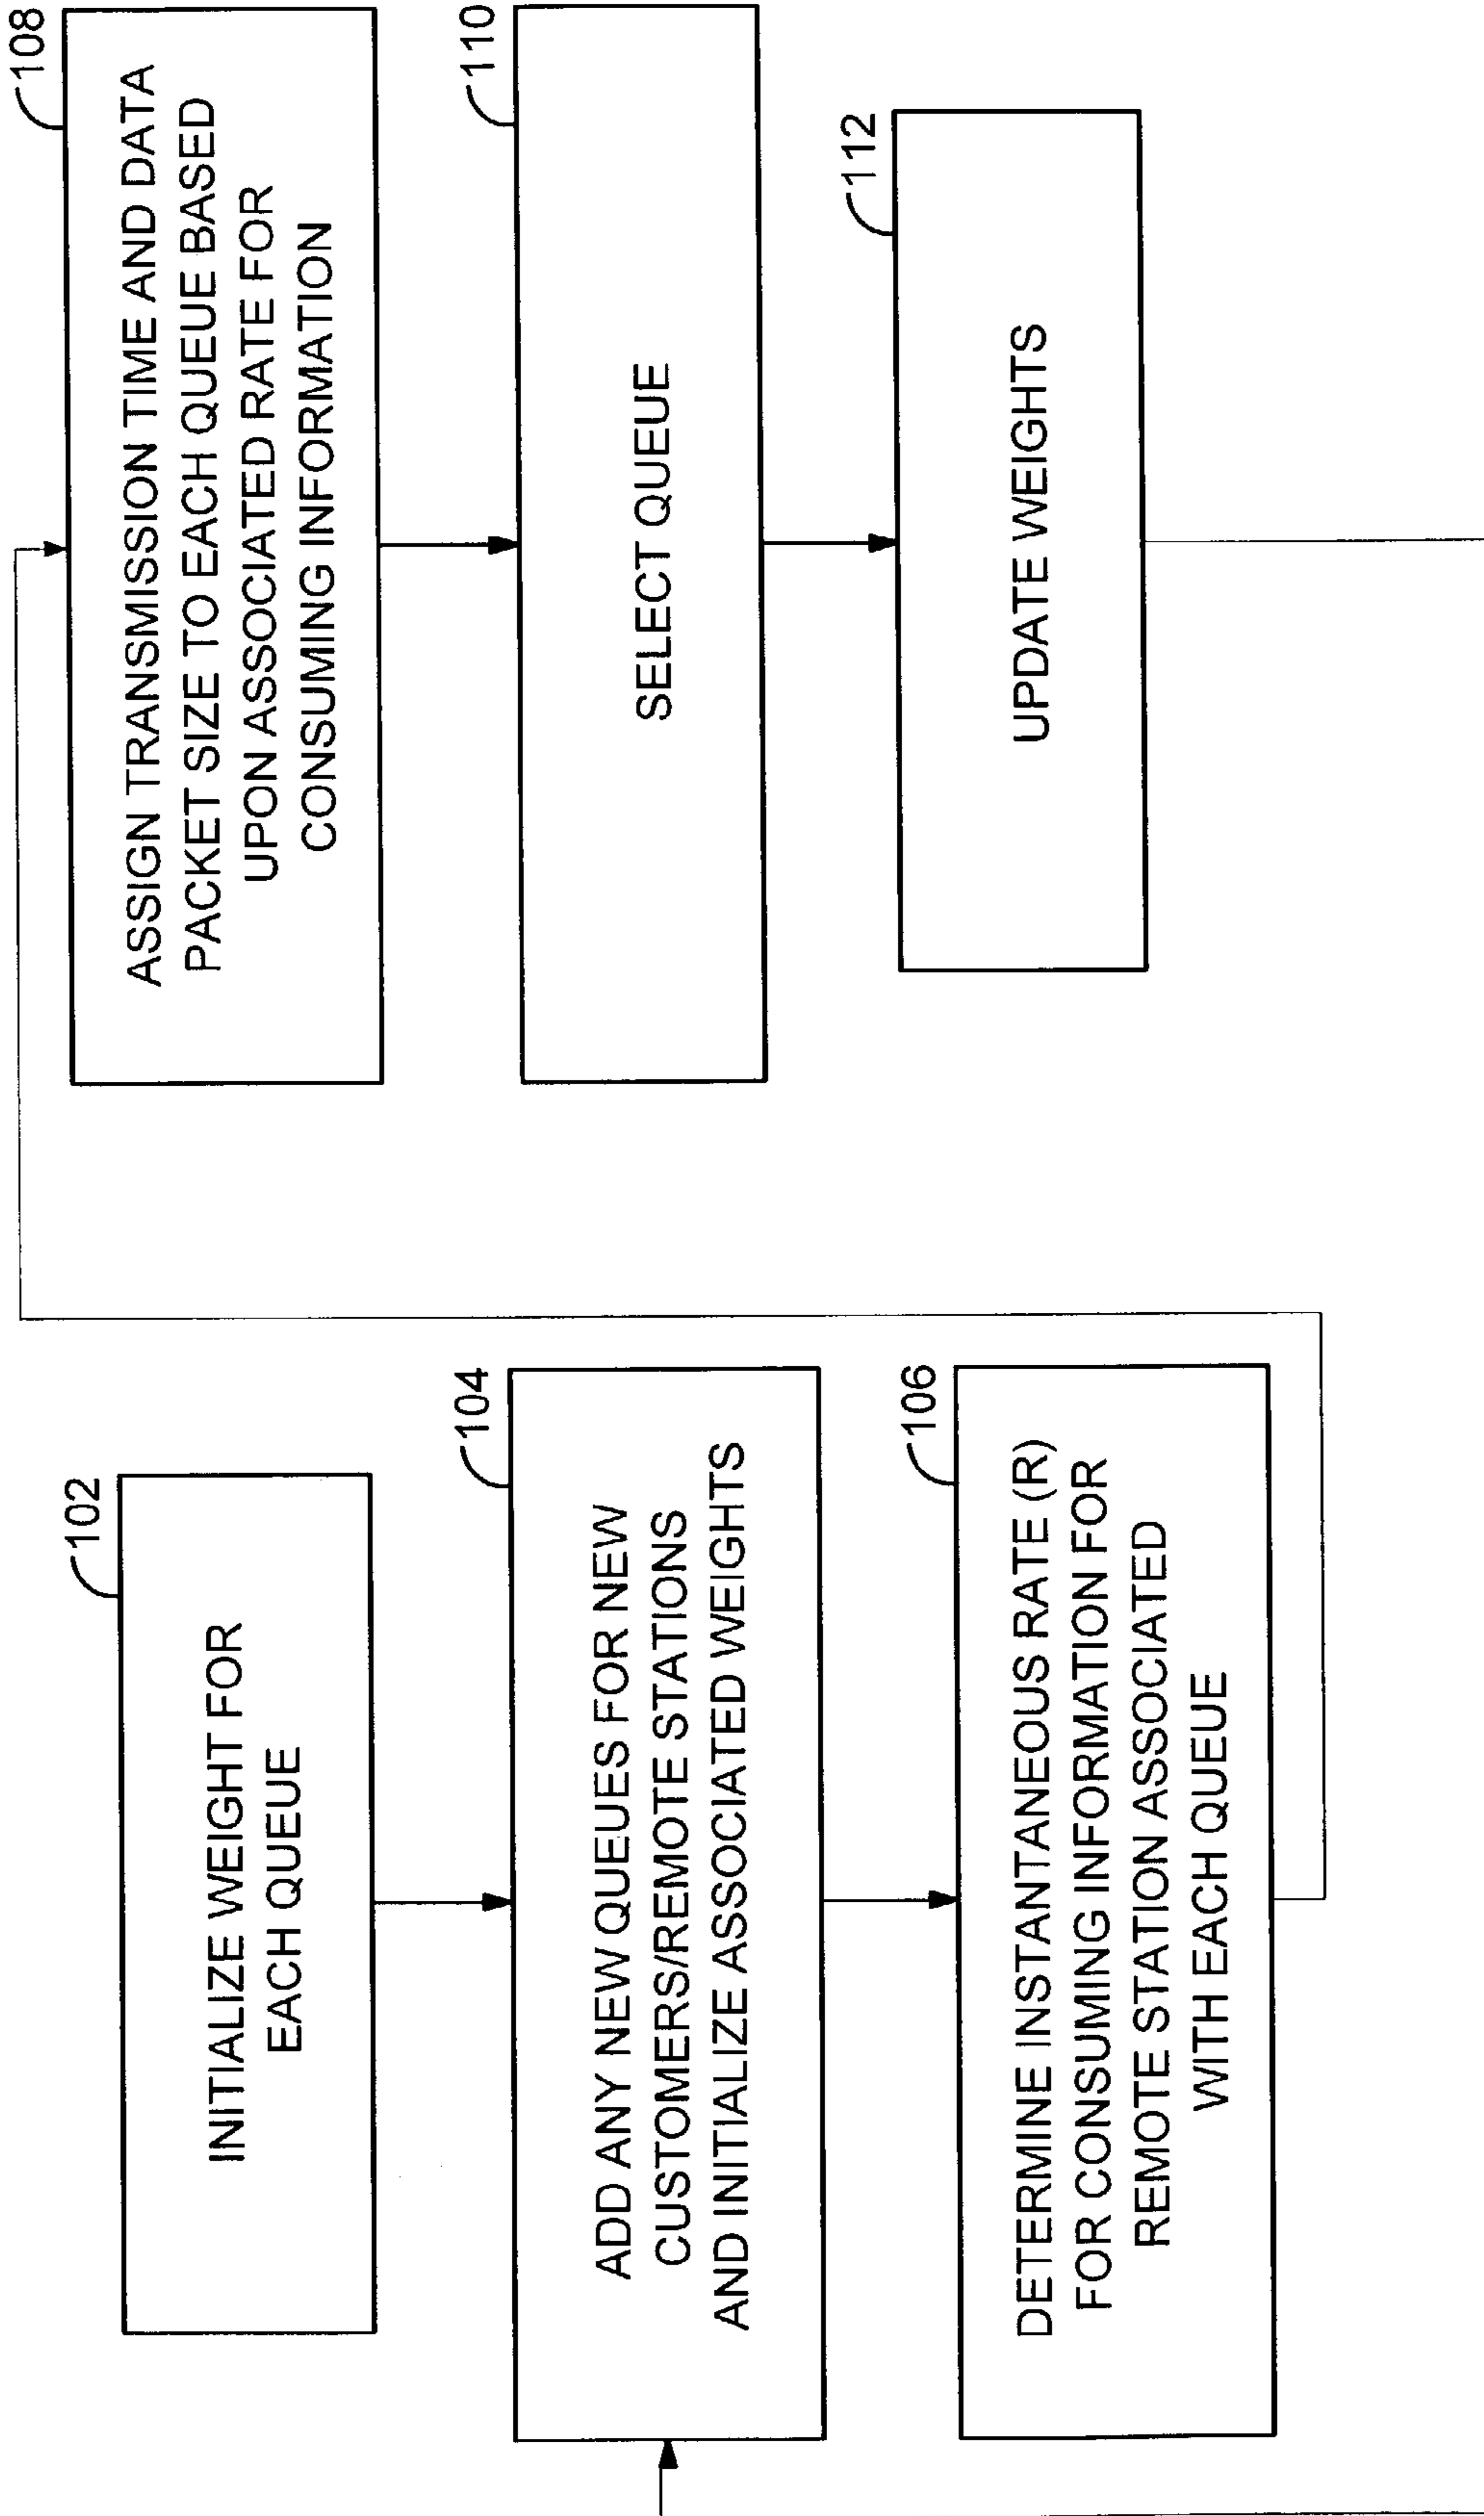 102
INITIALIZE WEIGHT FOR
EACH QUEUE
104
ADD ANY NEW QUEUES FOR NEW
CUSTOMERS/REMOTE STATIONS
AND INITIALIZE ASSOCIATED WEIGHTS
106
DETERMINE INSTANTANEOUS RATE (R)
FOR CONSUMING INFORMATION FOR
REMOTE STATION ASSOCIATED
WITH EACH QUEUE
108
ASSIGN TRANSMISSION TIME AND DATA
PACKET SIZE TO EACH QUEUE BASED
UPON ASSOCIATED RATE FOR
CONSUMING INFORMATION
110
SELECT QUEUE
112
UPDATE WEIGHTS